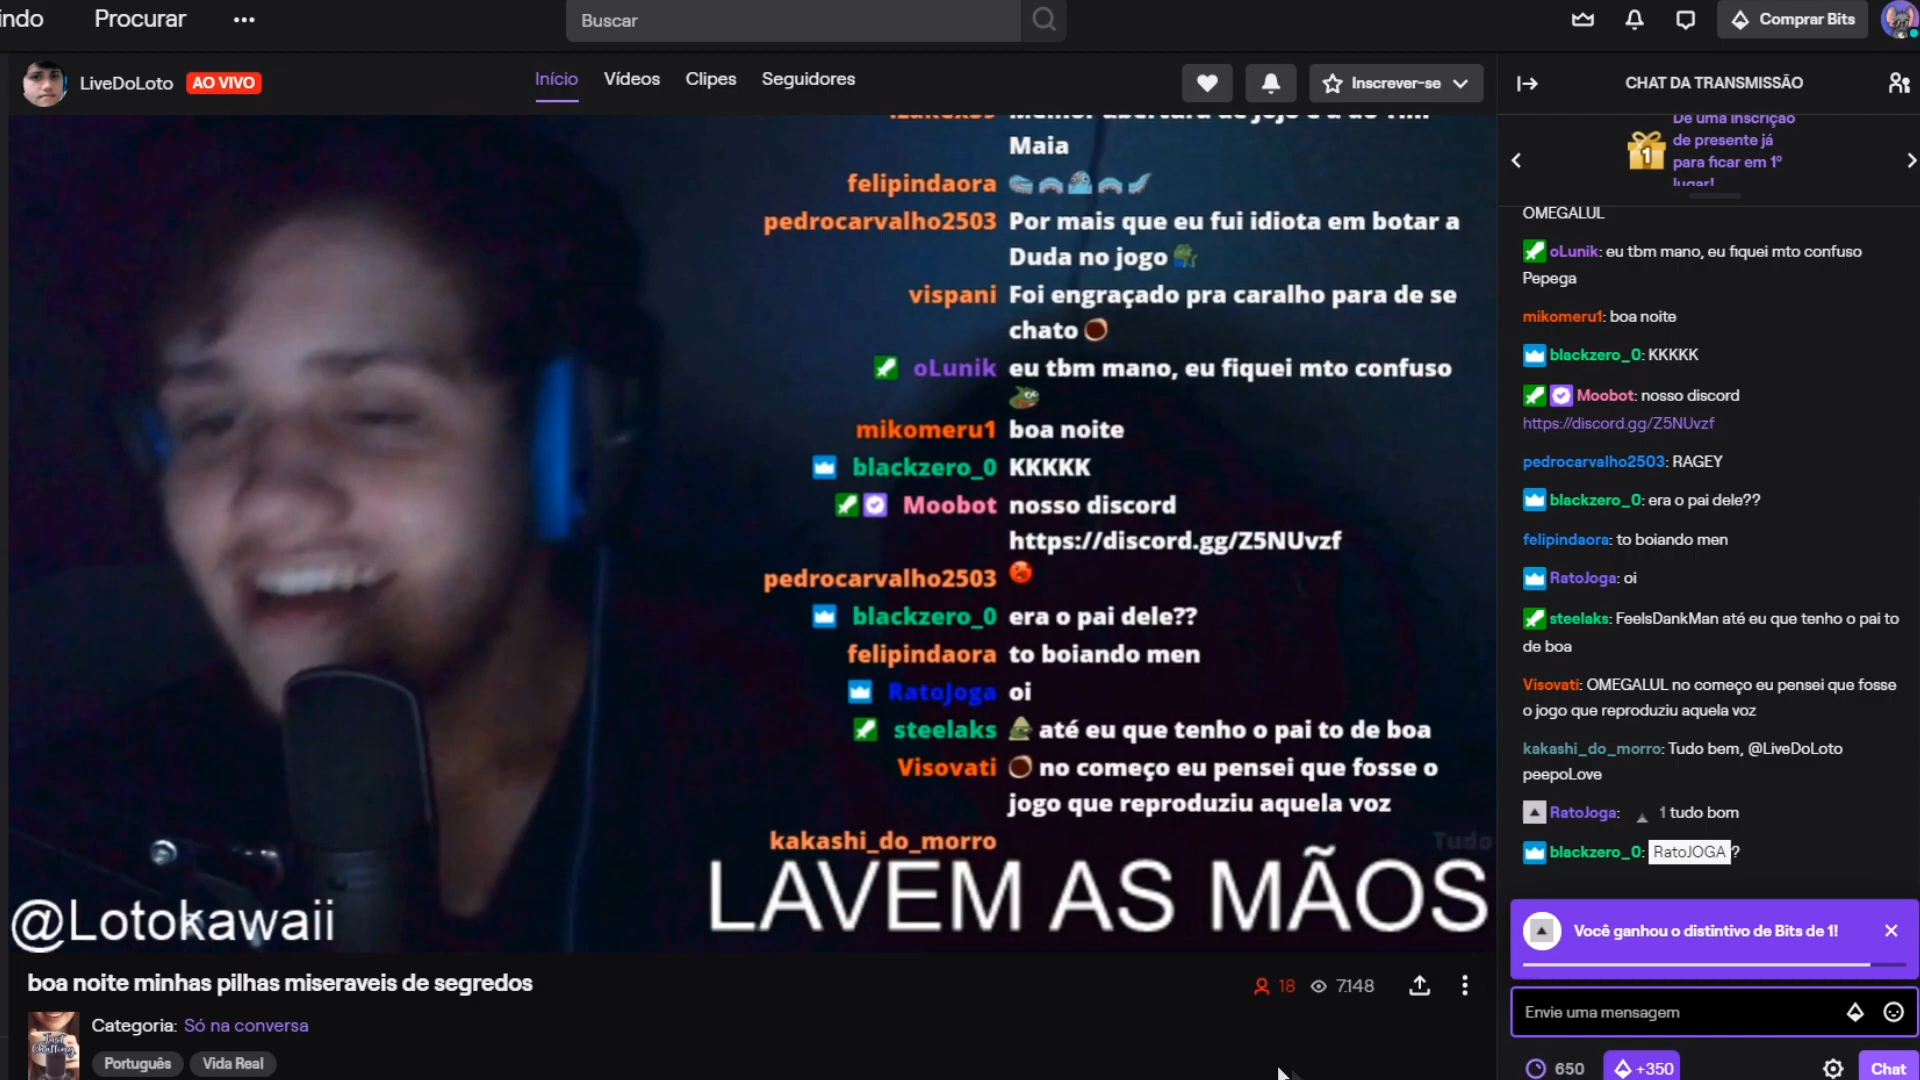 indo
Procurar
Buscar
Comprar Bits
LiveDoLoto
AO VIVO
Início
Vídeos
Clipes
Seguidores
Inscrever-se
Maia
felipindaora
pedrocarvalho2503 Por mais que eu fui idiota em botar a
Duda no jogo
vispani Foi engraçado pra caralho para de se
chato
oLunik eu tbm mano, eu fiquei mto confuso
mikomeru1 boa noite
blackzero_0 KKKKK
Moobot nosso discord
https://discord.gg/Z5NUvzf
pedrocarvalho2503
blackzero_0 era o pai dele??
felipindaora to boiando men
RatoJoga oi
steelaks até eu que tenho o pai to de boa
Visovati no começo eu pensei que fosse o
jogo que reproduziu aquela voz
kakashi_do_morro Tudo
LAVEM AS MÃOS
@Lotokawaii
boa noite minhas pilhas miseraveis de segredos
18
7.148
Categoria: Só na conversa
Just
Chatting
Português
Vida Real
CHAT DA TRANSMISSÃO
1
Dê uma inscrição
de presente já
para ficar em 1º
lugar!
OMEGALUL
oLunik: eu tbm mano, eu fiquei mto confuso
Pepega
mikomeru1: boa noite
blackzero_0: KKKKK
Moobot: nosso discord
https://discord.gg/Z5NUvzf
pedrocarvalho2503: RAGEY
blackzero_0: era o pai dele??
felipindaora: to boiando men
RatoJoga: oi
steelaks: FeelsDankMan até eu que tenho o pai to
de boa
Visovati: OMEGALUL no começo eu pensei que fosse
o jogo que reproduziu aquela voz
kakashi_do_morro: Tudo bem, @LiveDoLoto
peepoLove
RatoJoga: 1 tudo bom
blackzero_0: RatoJOGA ?
Você ganhou o distintivo de Bits de 1!
Envie uma mensagem
650
+350
Chat